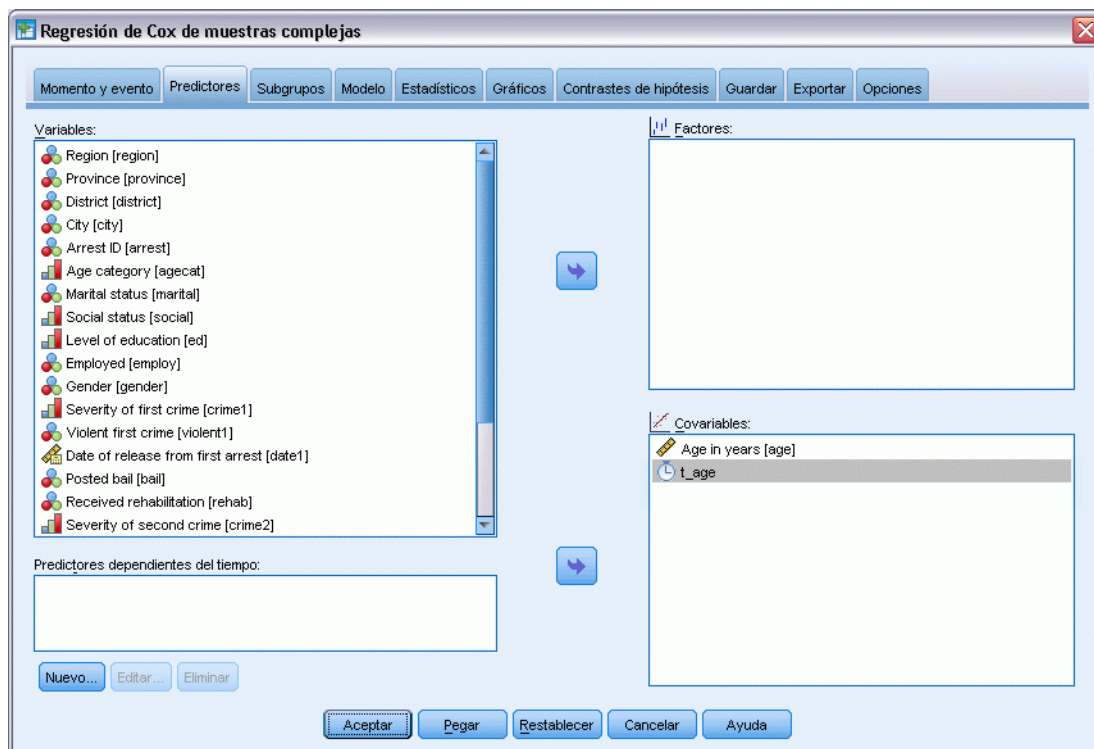 Regresión de Cox de muestras complejas
Momento y evento Predictores Subgrupos Modelo Estadísticos Gráficos Contrastes de hipótesis Guardar Exportar Opciones
Variables:
Region [region]
Province [province]
District [district]
City [city]
Arrest ID [arrest]
Age category [agecat]
Marital status [marital]
Social status [social]
Level of education [ed]
Employed [employ]
Gender [gender]
Severity of first crime [crime1]
Violent first crime [violent1]
Date of release from first arrest [date1]
Posted bail [bail]
Received rehabilitation [rehab]
Severity of second crime [crime2]
Predictores dependientes del tiempo:
Nuevo... Editar... Eliminar
Factores:
Covariables:
Age in years [age]
t_age
Aceptar Pegar Restablecer Cancelar Ayuda